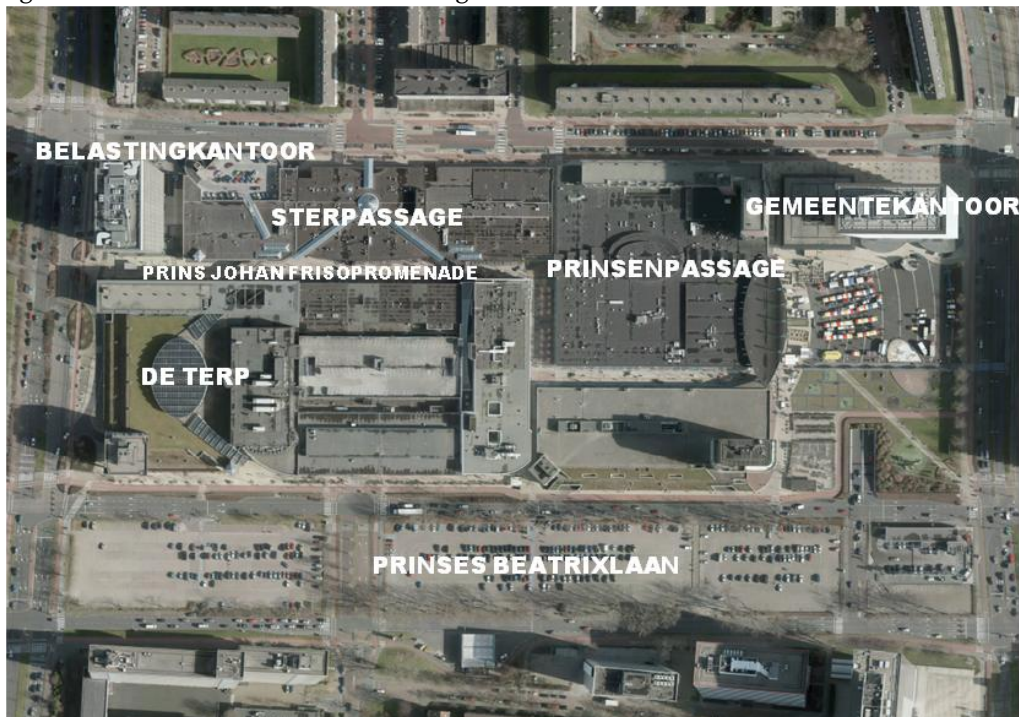 BELASTINGKANTOOR
STERPASSAGE
GEMEENTEKANTOOR
PRINS JOHAN FRISOPROMENADE
PRINSENPASSAGE
DE TERP
PRINSES BEATRIXLAAN